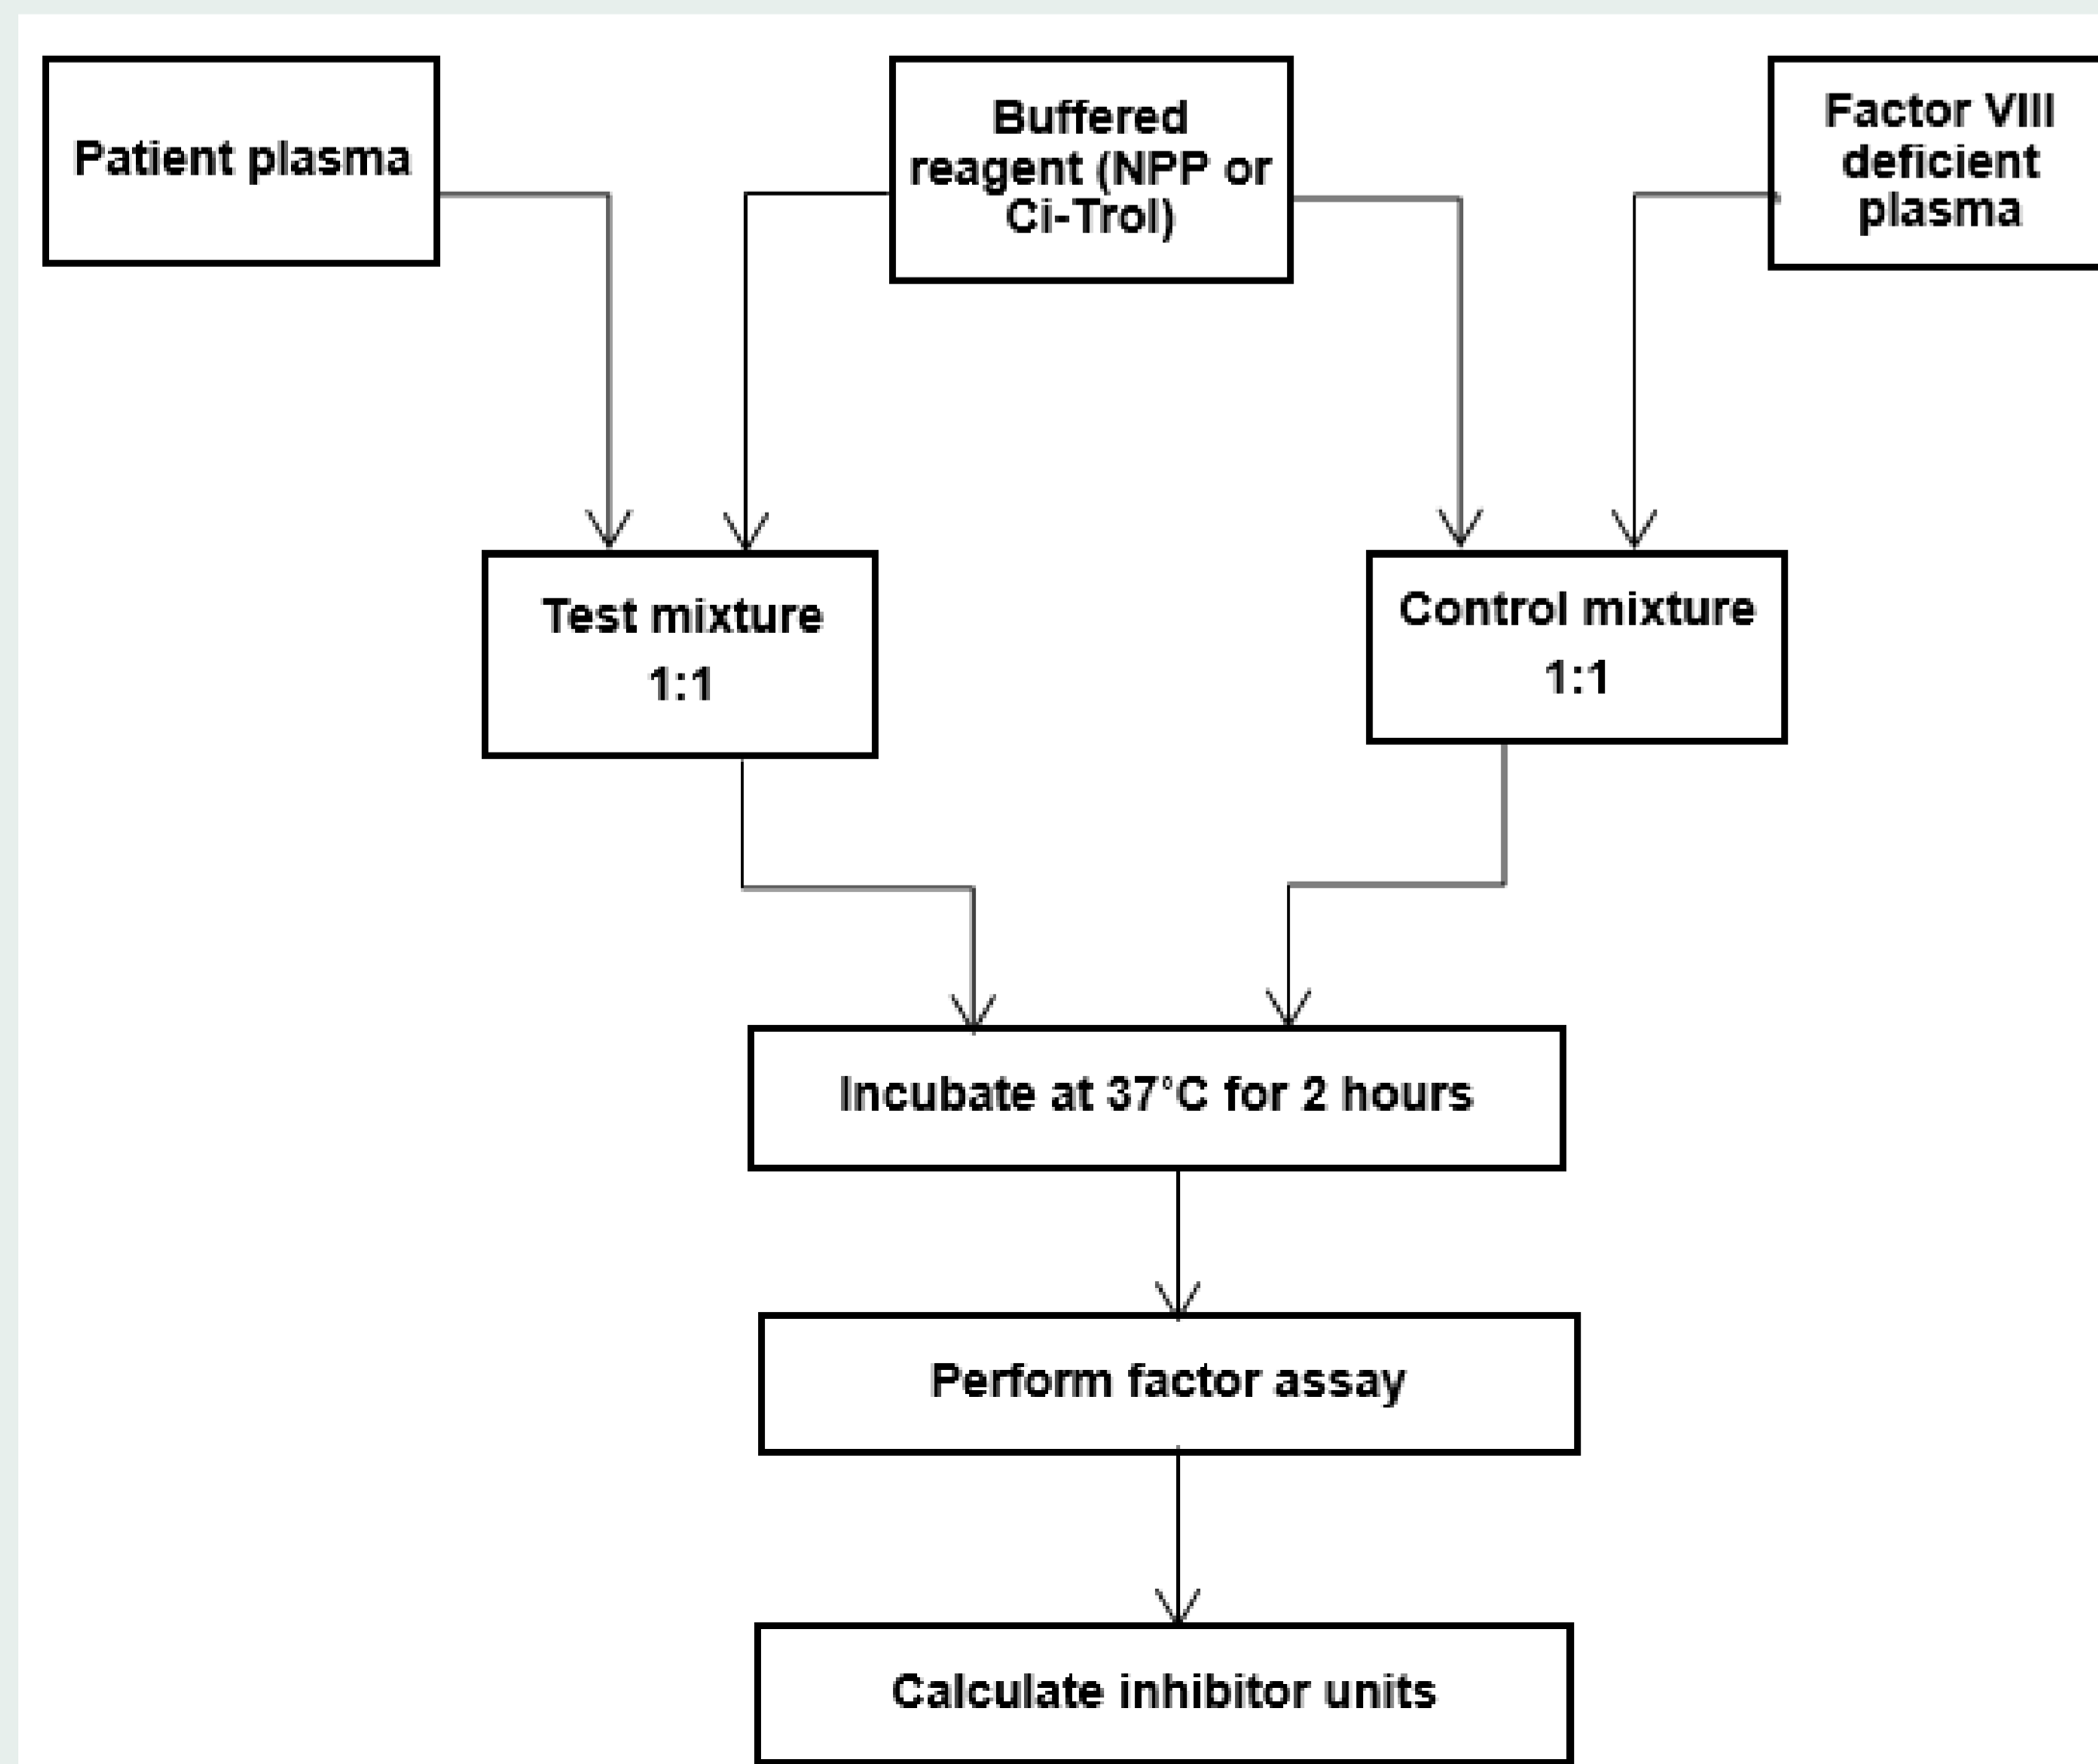 Patient plasma
Buffered
reagent (NPP or
Ci-Trol)
Factor VIII
deficient
plasma
Test mixture
1:1
Control mixture
1:1
Incubate at 37°C for 2 hours
Perform factor assay
Calculate inhibitor units